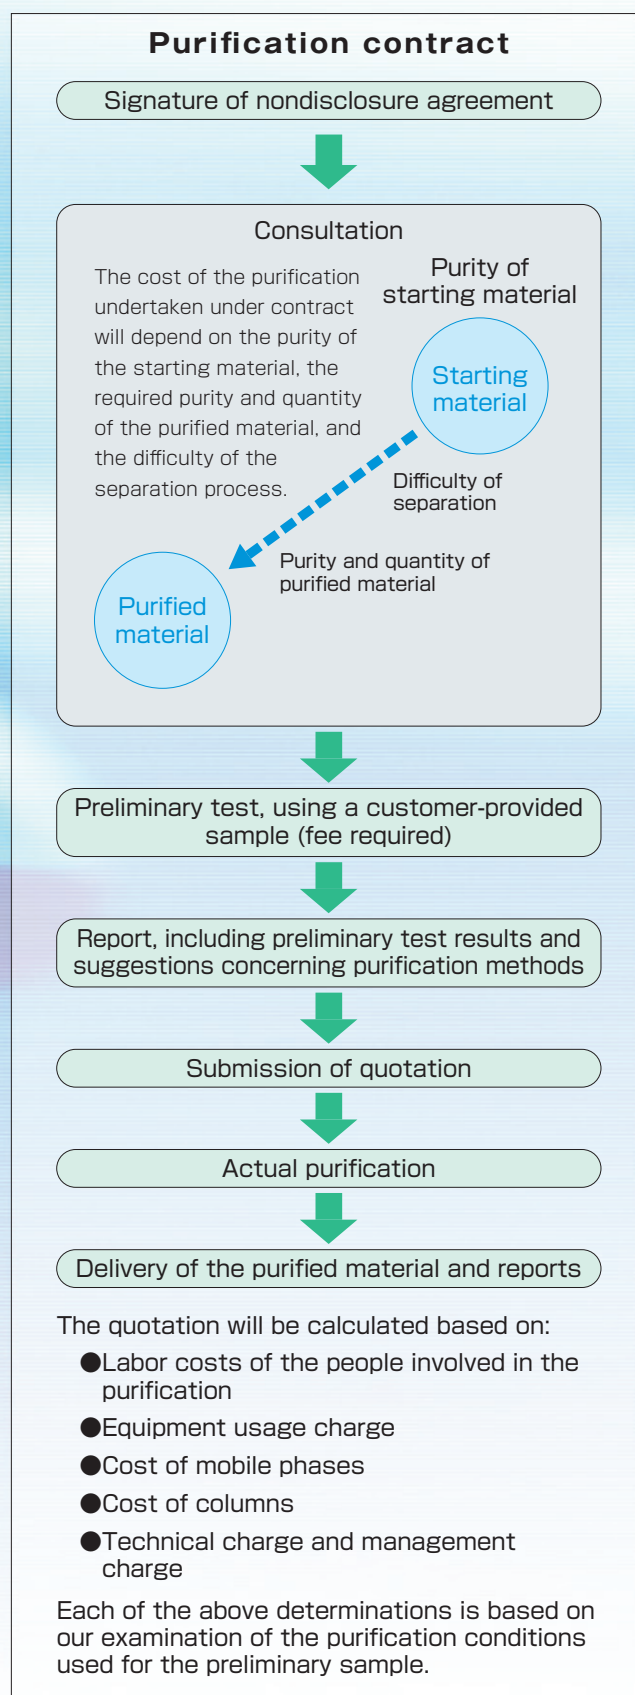 Purification contract
Signature of nondisclosure agreement
Consultation
The cost of the purification
undertaken under contract
will depend on the purity of
the starting material, the
required purity and quantity
of the purified material, and
the difficulty of the
separation process.
Purity of
starting material
Starting
material
Difficulty of
separation
Purity and quantity of
purified material
Purified
material
Preliminary test, using a customer-provided
sample (fee required)
Report, including preliminary test results and
suggestions concerning purification methods
Submission of quotation
Actual purification
Delivery of the purified material and reports
The quotation will be calculated based on:
●Labor costs of the people involved in the
purification
●Equipment usage charge
●Cost of mobile phases
●Cost of columns
●Technical charge and management
charge
Each of the above determinations is based on
our examination of the purification conditions
used for the preliminary sample.